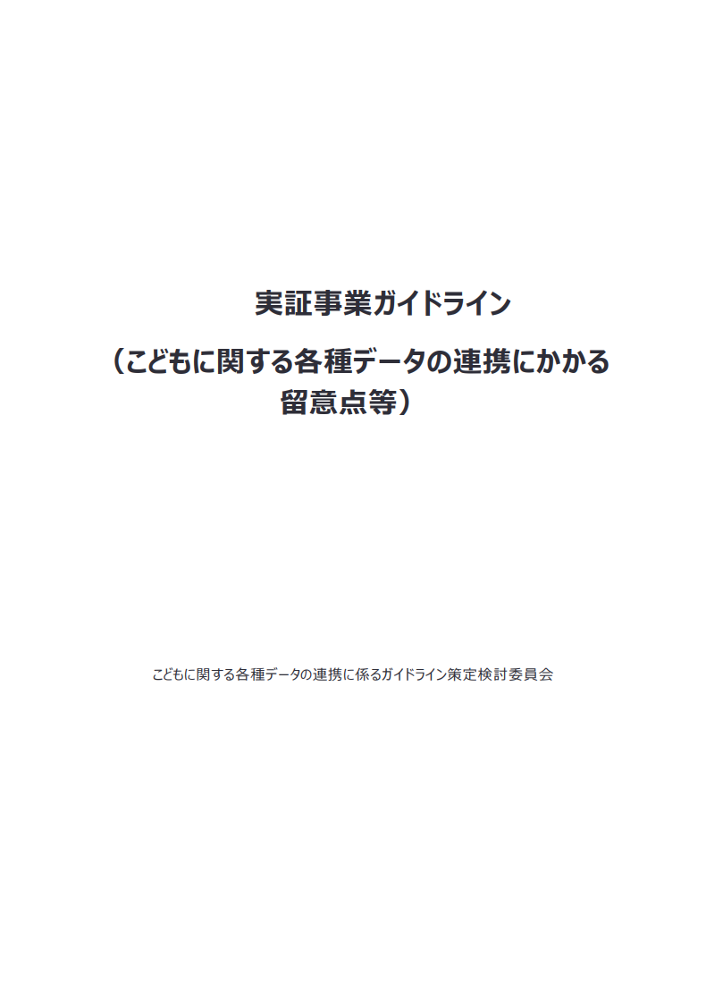 実証事業ガイドライン
（こどもに関する各種データの連携にかかる
留意点等）
こどもに関する各種データの連携に係るガイドライン策定検討委員会